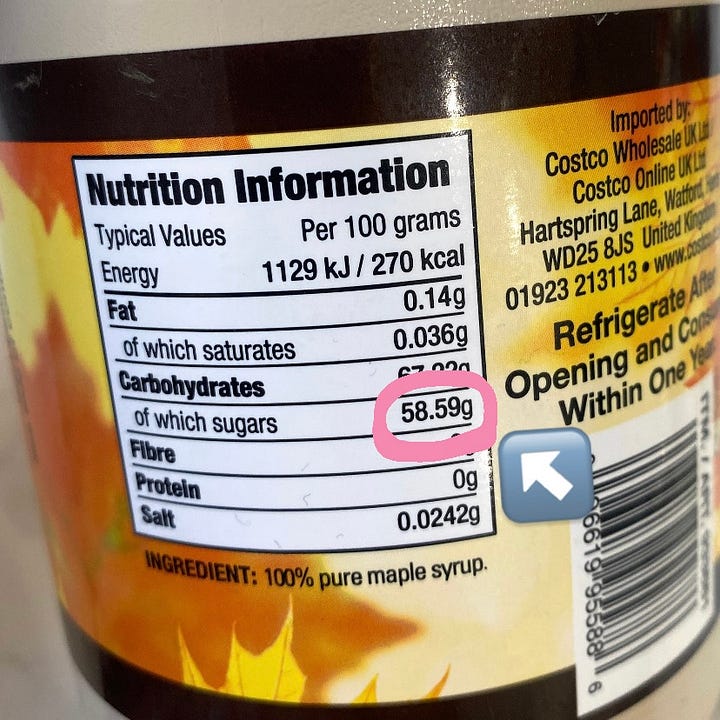 Nutrition Information
Typical Values Per 100 grams
Energy 1129 kJ / 270 kcal
Fat 0.14g
of which saturates 0.036g
Carbohydrates
of which sugars 58.59g
Fibre
Protein 0g
Salt 0.0242g
INGREDIENT: 100% pure maple syrup.
Imported by:
Costco Wholesale UK
Costco Online UK Ltd
Hartspring Lane, Watford,
WD25 8JS United Kingdom
01923 213113 •
Refrigerate After
Opening and
Within One Year